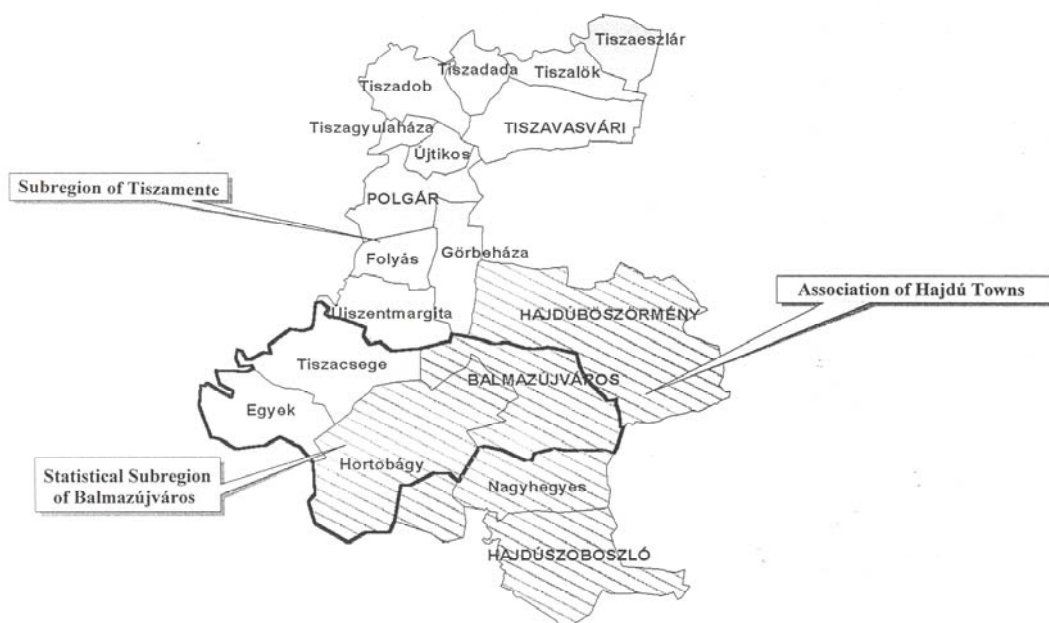 Tiszaeszlár
Tiszadada
Tiszalök
Tiszadob
Tiszagyulaháza
TISZAVASVÁRI
Újtikos
Subregion of Tiszamente
POLGÁR
Folyás
Görbeháza
Association of Hajdú Towns
Újszentmargita
HAJDÚBÖSZÖRMÉNY
Tiszacsege
BALMAZÚJVÁROS
Egyek
Hortobágy
Statistical Subregion
of Balmazújváros
Nagyhegyes
HAJDÚSZOBOSZLÓ